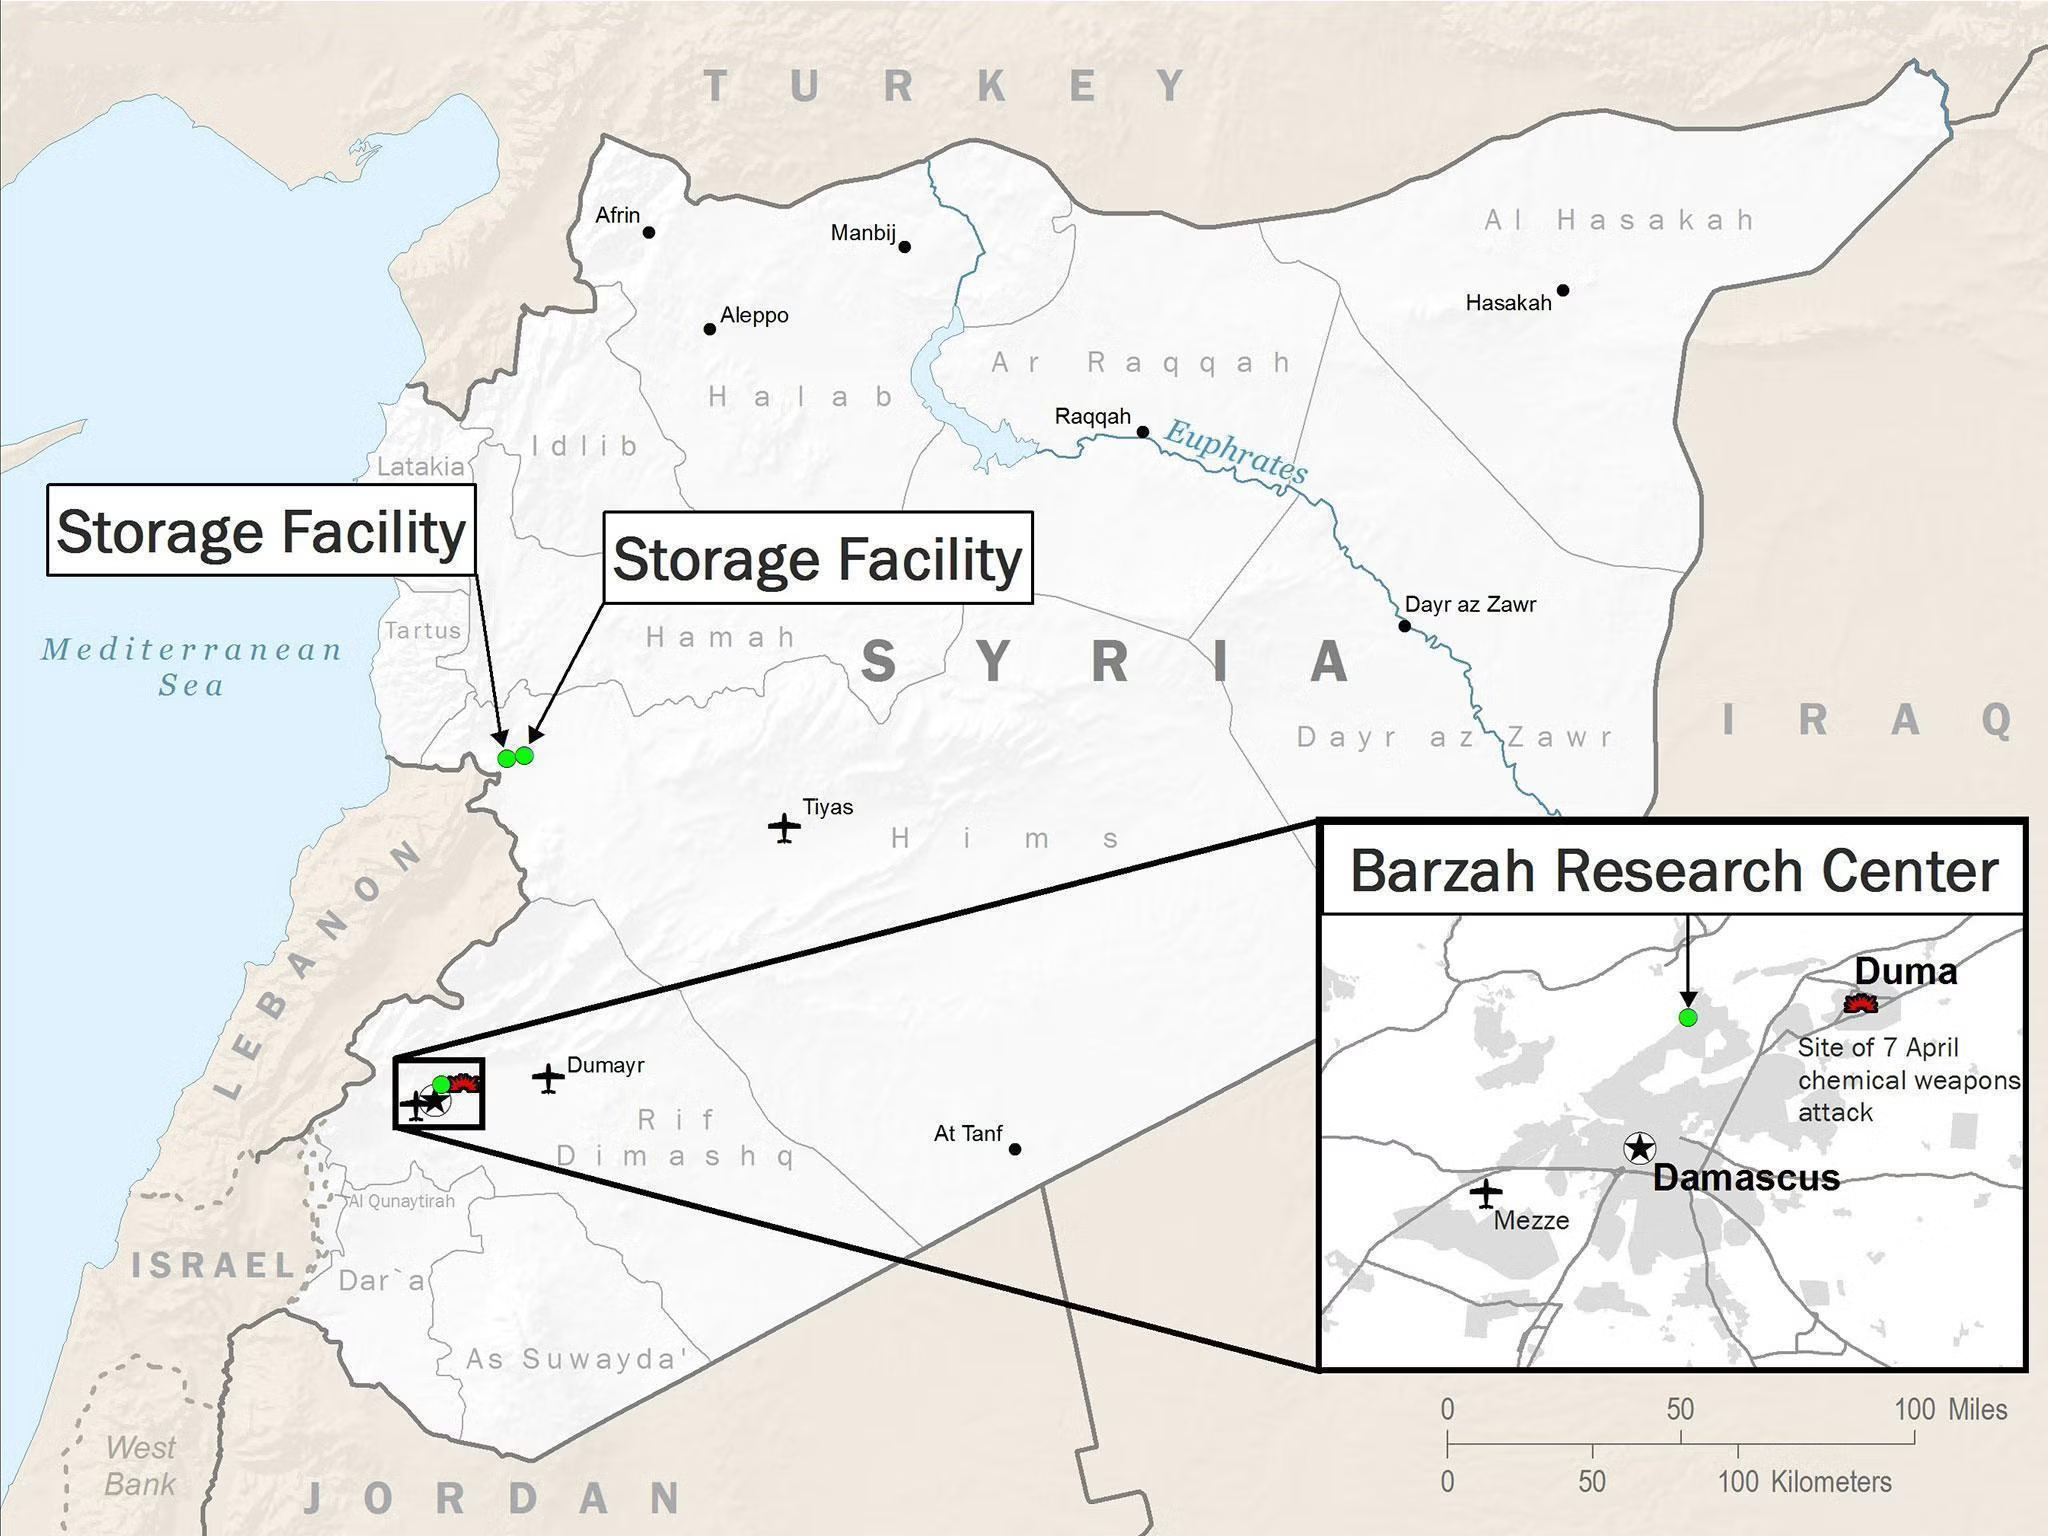 TURKEY
Afrin
Manbij
Al Hasakah
Hasakah
Aleppo
Ar Raqqah
Halab
Raqqah
Euphrates
Idlib
Latakia
Storage Facility
Storage Facility
Dayr az Zawr
Tartus
Hamah
Mediterranean
Sea
SYRIA
IRAQ
Dayr az Zawr
Tiyas
Hims
LEBANON
Barzah Research Center
Duma
Site of 7 April
chemical weapons
attack
Damascus
Mezze
Dumayr
Rif
Dimashq
At Tanf
Al Qunaytirah
ISRAEL
Dar`a
As Suwayda'
West
Bank
JORDAN
0 50 100 Miles
0 50 100 Kilometers